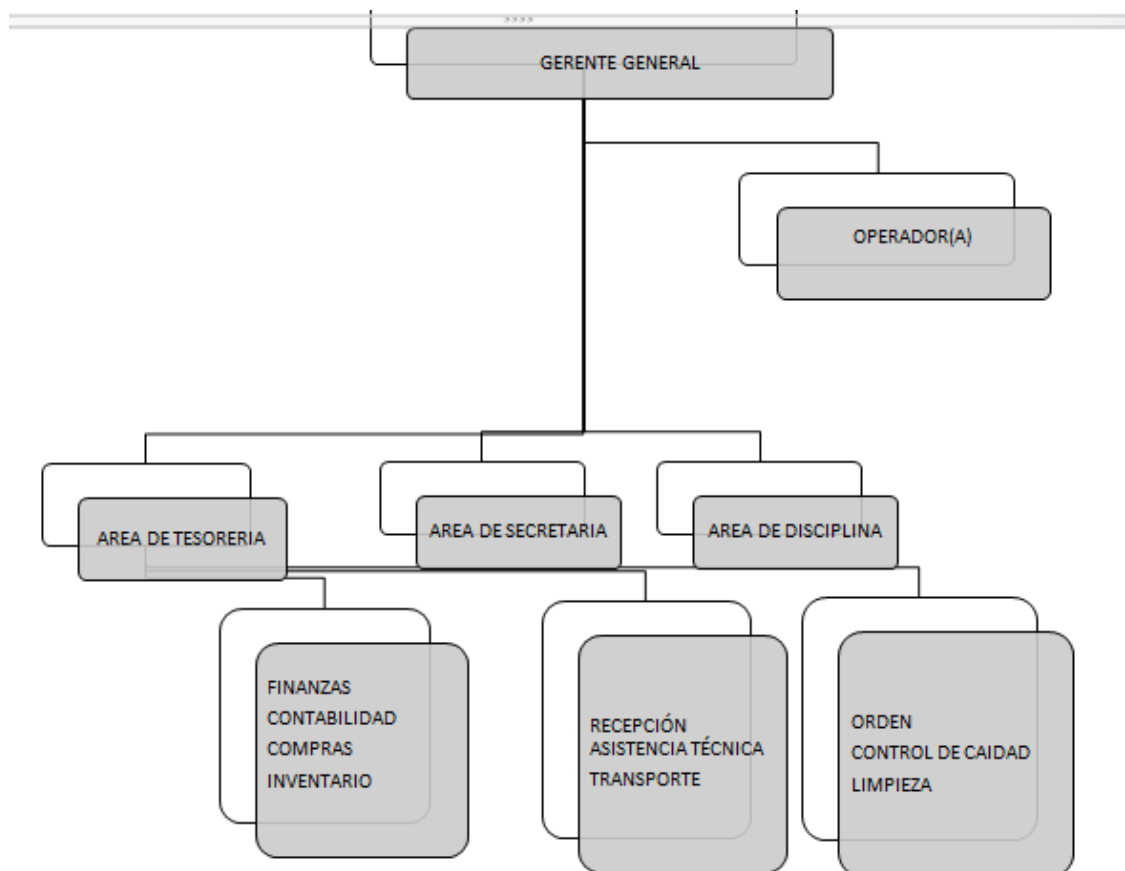 >>>>
GERENTE GENERAL
OPERADOR(A)
AREA DE TESORERIA
AREA DE SECRETARIA
AREA DE DISCIPLINA
FINANZAS
CONTABILIDAD
COMPRAS
INVENTARIO
RECEPCIÓN
ASISTENCIA TÉCNICA
TRANSPORTE
ORDEN
CONTROL DE CAIDAD
LIMPIEZA